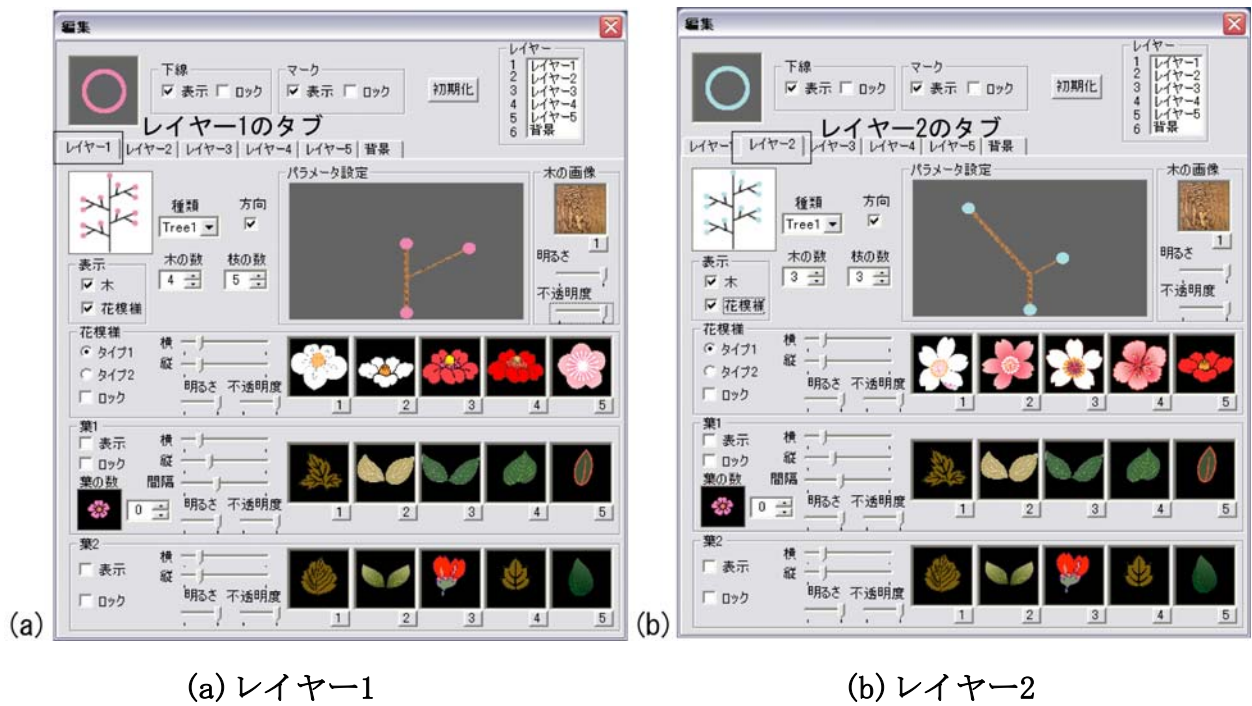 編集
下線
表示 ロック
マーク
表示 ロック
初期化
レイヤー
1 レイヤー1
2 レイヤー2
3 レイヤー3
4 レイヤー4
5 レイヤー5
6 背景
レイヤー1のタブ
レイヤー1 レイヤー2 レイヤー3 レイヤー4 レイヤー5 背景
種類 方向
Tree1
木の数 枝の数
4 5
表示
木
花模様
パラメータ設定
木の画像
1
明るさ
不透明度
花模様
タイプ1
タイプ2
ロック
横
縦
明るさ 不透明度
1 2 3 4 5
葉1
表示
ロック
葉の数
0
横
縦
間隔
明るさ 不透明度
1 2 3 4 5
葉2
表示
ロック
横
縦
明るさ 不透明度
1 2 3 4 5
(a)
編集
下線
表示 ロック
マーク
表示 ロック
初期化
レイヤー
1 レイヤー1
2 レイヤー2
3 レイヤー3
4 レイヤー4
5 レイヤー5
6 背景
レイヤー2のタブ
レイヤー1 レイヤー2 レイヤー3 レイヤー4 レイヤー5 背景
種類 方向
Tree1
木の数 枝の数
3 3
表示
木
花模様
パラメータ設定
木の画像
1
明るさ
不透明度
花模様
タイプ1
タイプ2
ロック
横
縦
明るさ 不透明度
1 2 3 4 5
葉1
表示
ロック
葉の数
0
横
縦
間隔
明るさ 不透明度
1 2 3 4 5
葉2
表示
ロック
横
縦
明るさ 不透明度
1 2 3 4 5
(b)
(a)レイヤー1
(b)レイヤー2